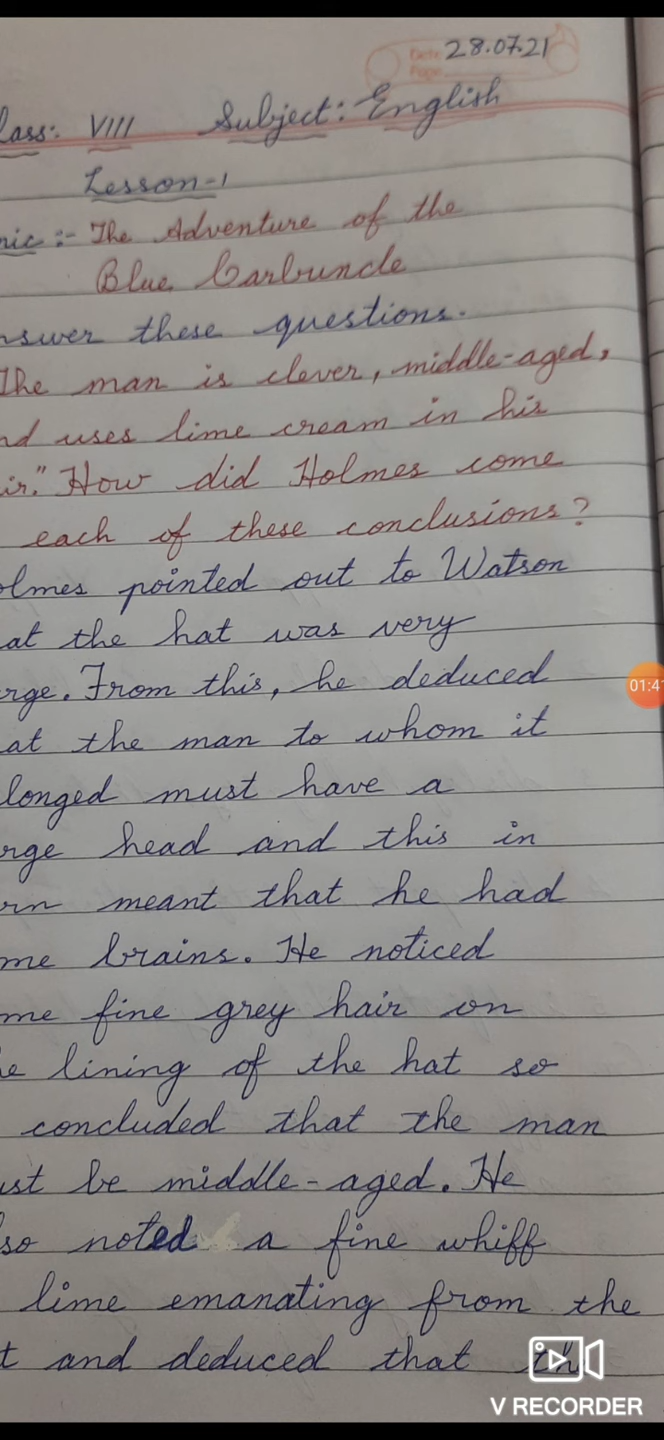 Date 28.07.21
Page
lass: VIII Subject: English
Lesson-1
nic :- The Adventure of the
Blue Carbuncle
nswer these questions.
The man is clever, middle-aged,
nd uses lime cream in his
ir." How did Holmes come
each of these conclusions?
olmes pointed out to Watson
at the hat was very
rge. From this, he deduced
at the man to whom it
longed must have a
rge head and this in
rn meant that he had
me brains. He noticed
me fine grey hair on
e lining of the hat so
concluded that the man
ust be middle-aged. He
so noted a fine whiff
lime emanating from the
t and deduced that th
01:41
V RECORDER